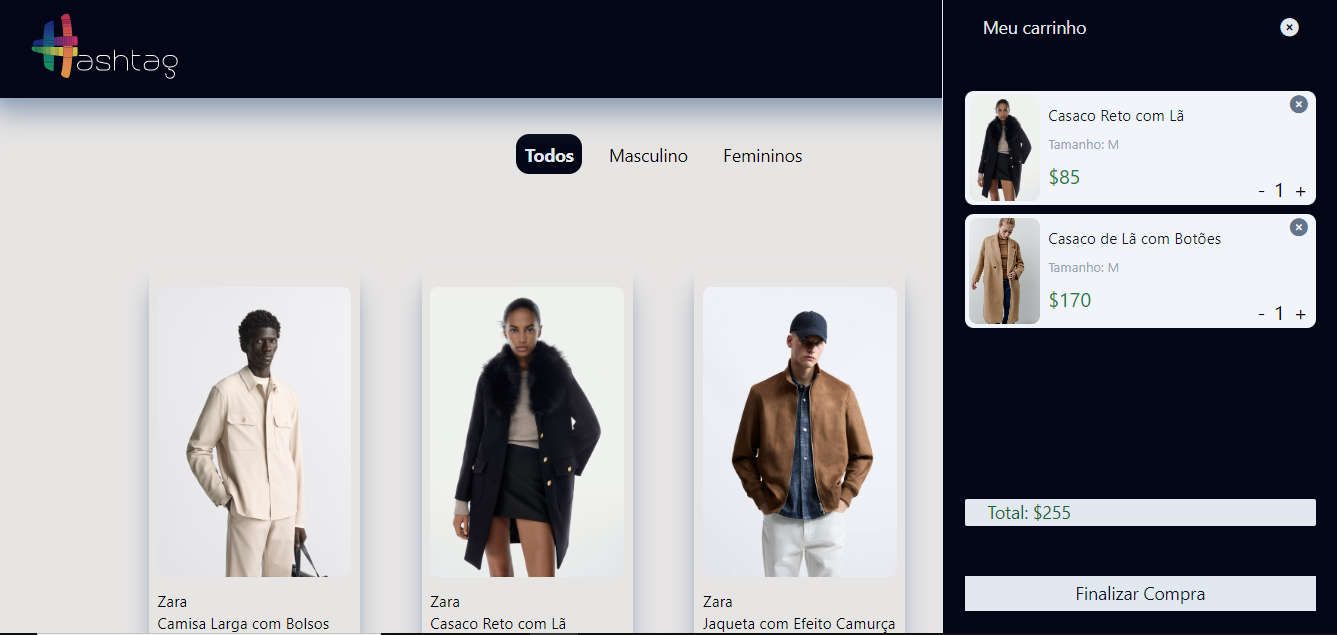 Hashtag
Todos Masculino Femininos
Zara
Camisa Larga com Bolsos
Zara
Casaco Reto com Lã
Zara
Jaqueta com Efeito Camurça
Meu carrinho
Casaco Reto com Lã
Tamanho: M
$85
- 1 +
Casaco de Lã com Botões
Tamanho: M
$170
- 1 +
Total: $255
Finalizar Compra